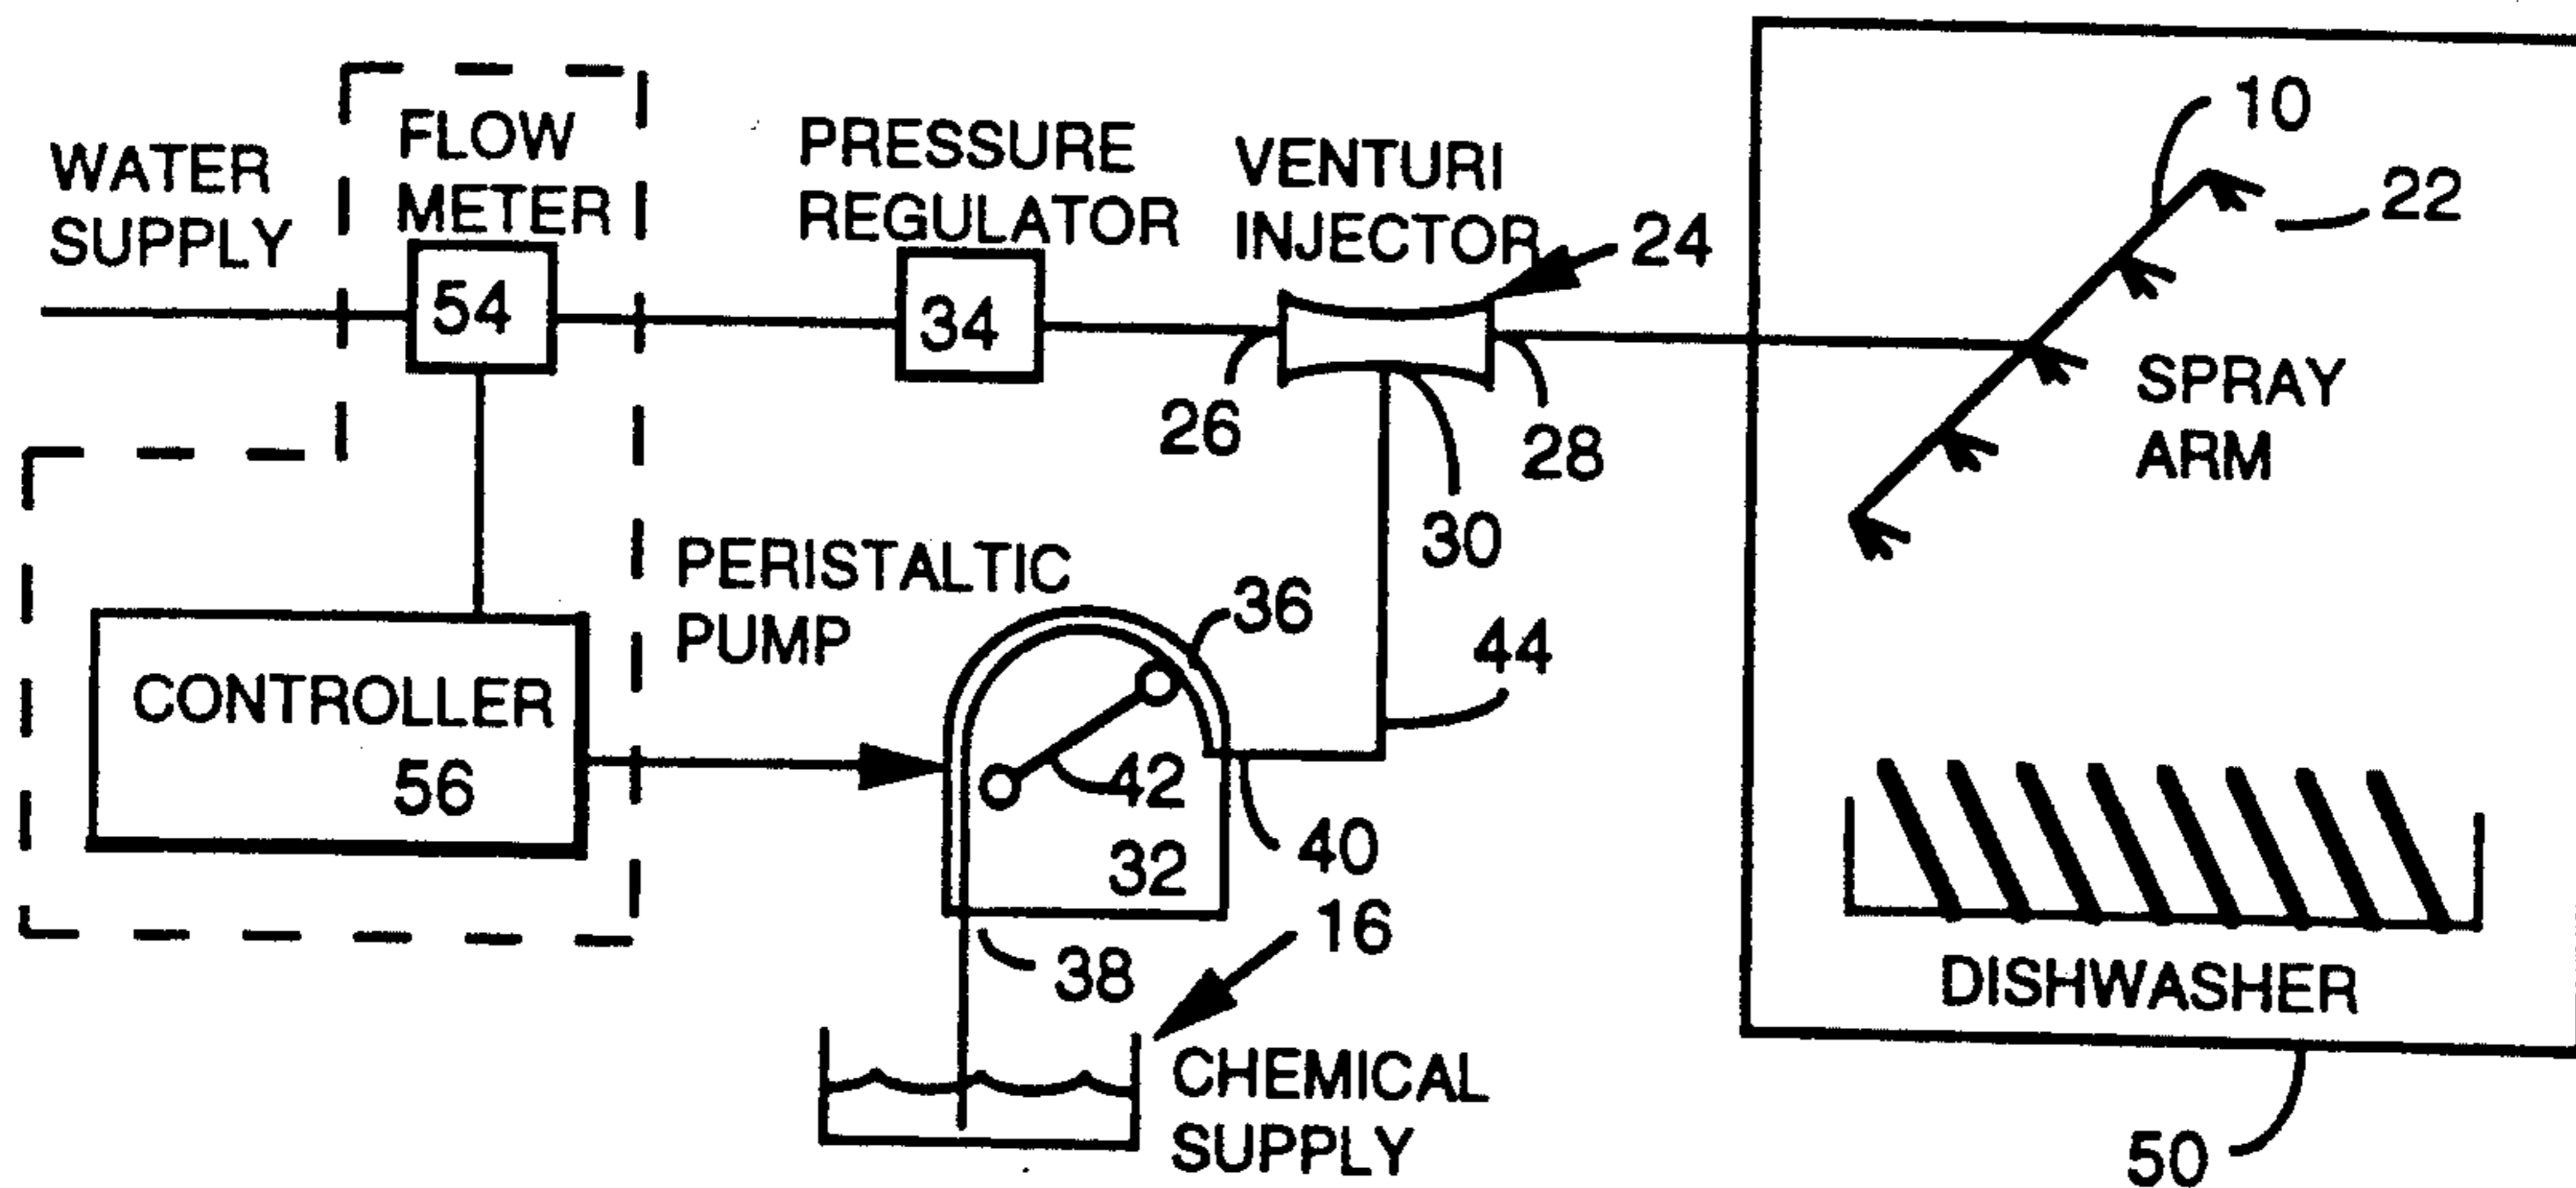 WATER
SUPPLY
FLOW
METER
54
PRESSURE
REGULATOR
34
VENTURI
INJECTOR
24
26
28
30
10
22
SPRAY
ARM
CONTROLLER
56
PERISTALTIC
PUMP
36
42
32
40
44
38
16
CHEMICAL
SUPPLY
DISHWASHER
50